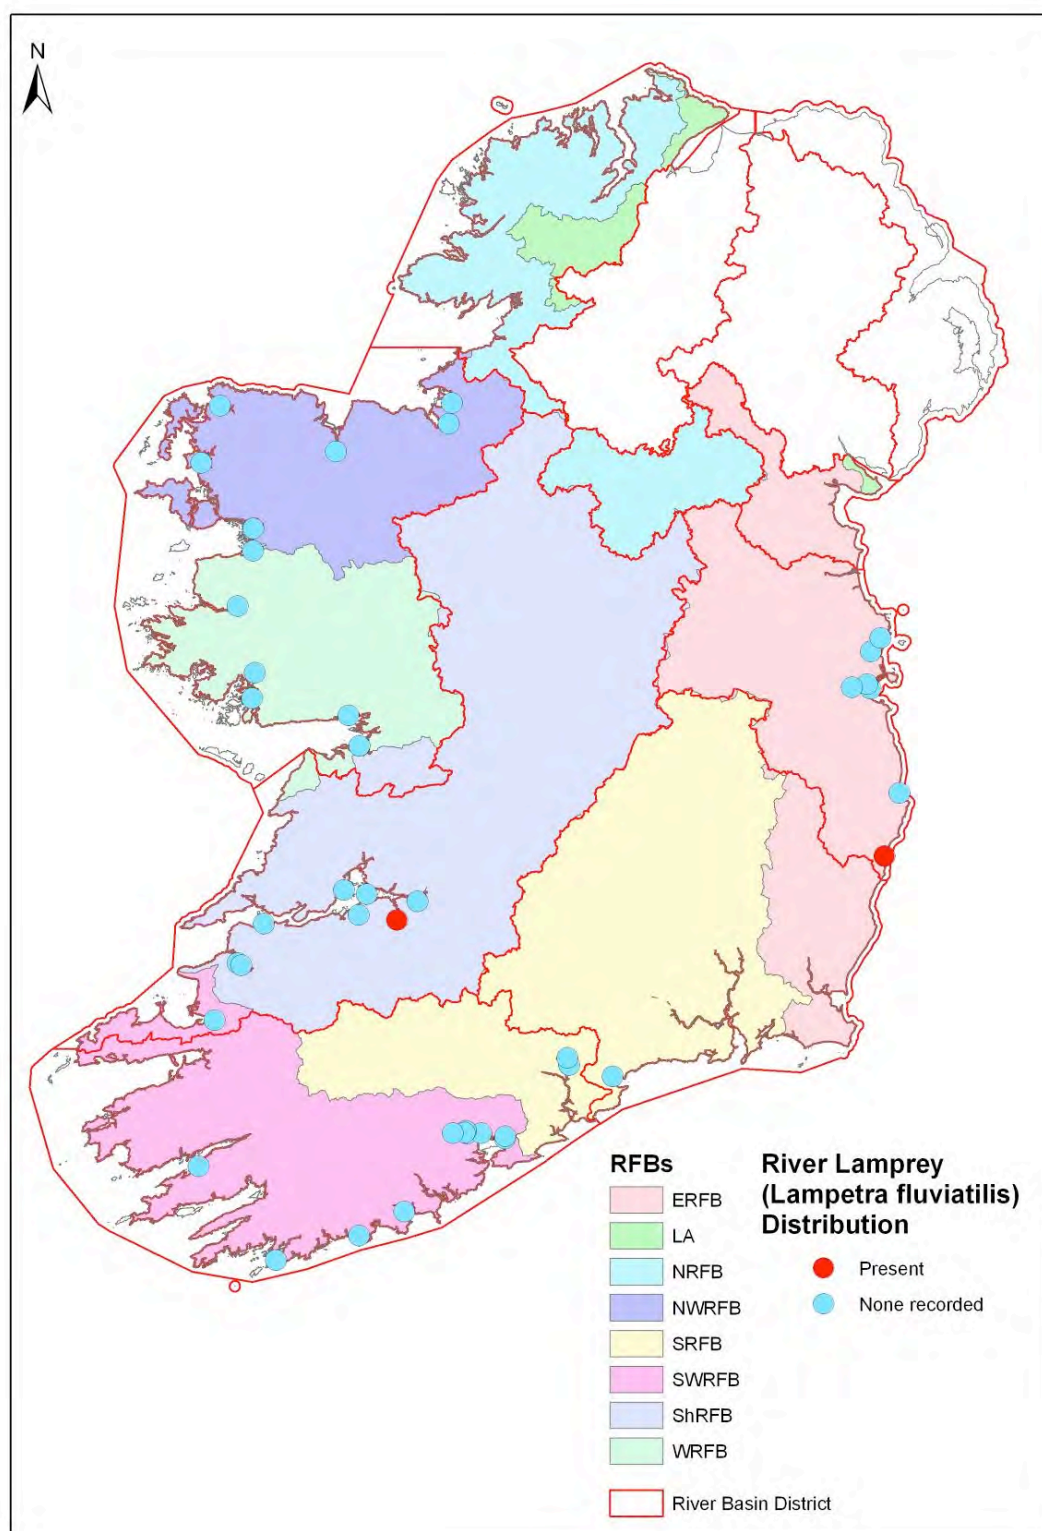 N
RFBs
ERFB
LA
NRFB
NWRFB
SRFB
SWRFB
ShRFB
WRFB
River Basin District
River Lamprey
(Lampetra fluviatilis)
Distribution
Present
None recorded